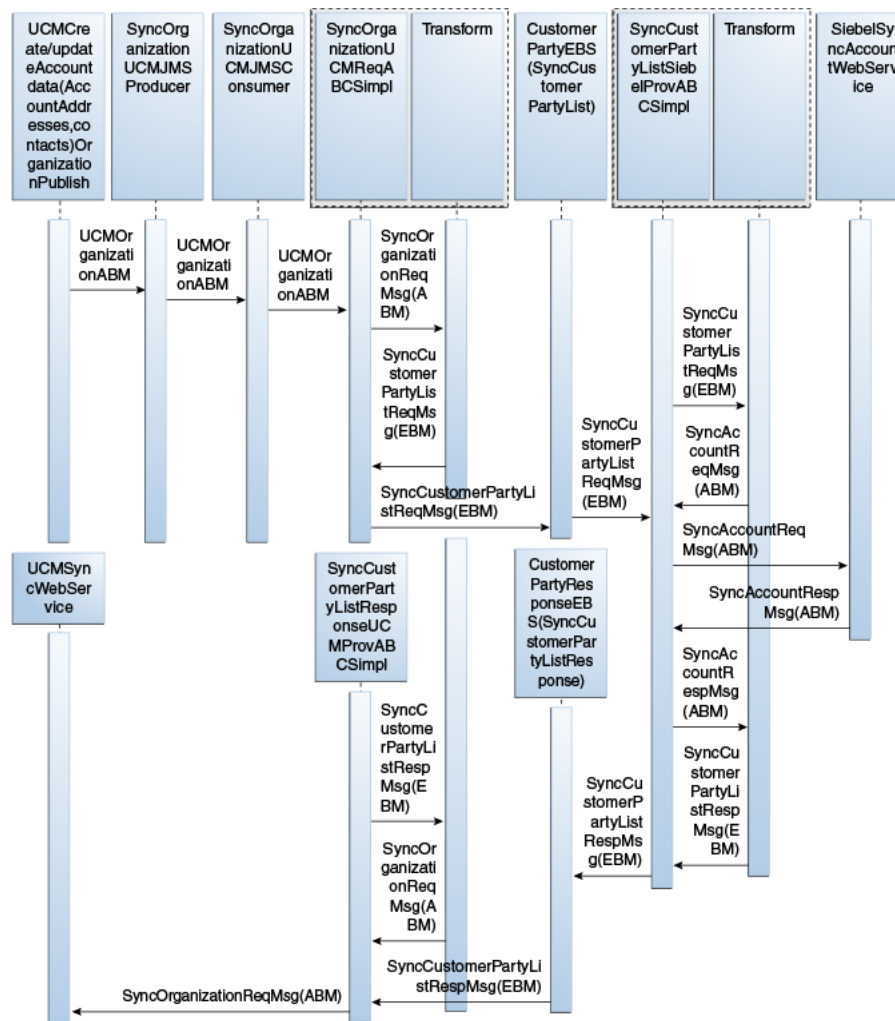 UCMCre
ate/updat
eAccount
data(Acc
ountAddr
esses,co
ntacts)Or
ganizatio
nPublish
SyncOrg
anization
UCMJMS
Producer
SyncOrg
anizationU
CMJMSC
onsumer
SyncOrg
anizationU
CMReqA
BCSimpl
Transform
Customer
PartyEBS
(SyncCus
tomer
PartyList)
SyncCust
omerPart
yListSieb
elProvAB
CSimpl
Transform
SiebelSy
ncAccoun
tWebServ
ice
UCMOr
ganizati
onABM
UCMOr
ganizati
onABM
UCMOr
ganizati
onABM
SyncOr
ganizati
onReq
Msg(A
BM)
SyncCu
stomer
PartyLis
tReqMs
g(EBM)
SyncCustomerPartyLi
stReqMsg(EBM)
SyncCu
stomerP
artyList
ReqMsg
(EBM)
SyncCu
stomer
PartyLis
tReqMs
g(EBM)
SyncAc
countR
eqMsg
(ABM)
SyncAccountReq
Msg(ABM)
SyncAccountResp
Msg(ABM)
UCMSyn
cWebSer
vice
SyncCust
omerPart
yListResp
onseUC
MProvAB
CSimpl
Customer
PartyRes
ponseEB
S(SyncCu
stomerPar
tyListRes
ponse)
SyncAc
countR
espMsg
(ABM)
SyncC
ustome
rPartyLi
stResp
Msg(E
BM)
SyncCu
stomer
PartyLi
stResp
Msg(E
BM)
SyncCu
stomerP
artyList
RespMs
g(EBM)
SyncOr
ganizati
onReq
Msg(A
BM)
SyncCustomerPartyLi
stRespMsg(EBM)
SyncOrganizationReqMsg(ABM)